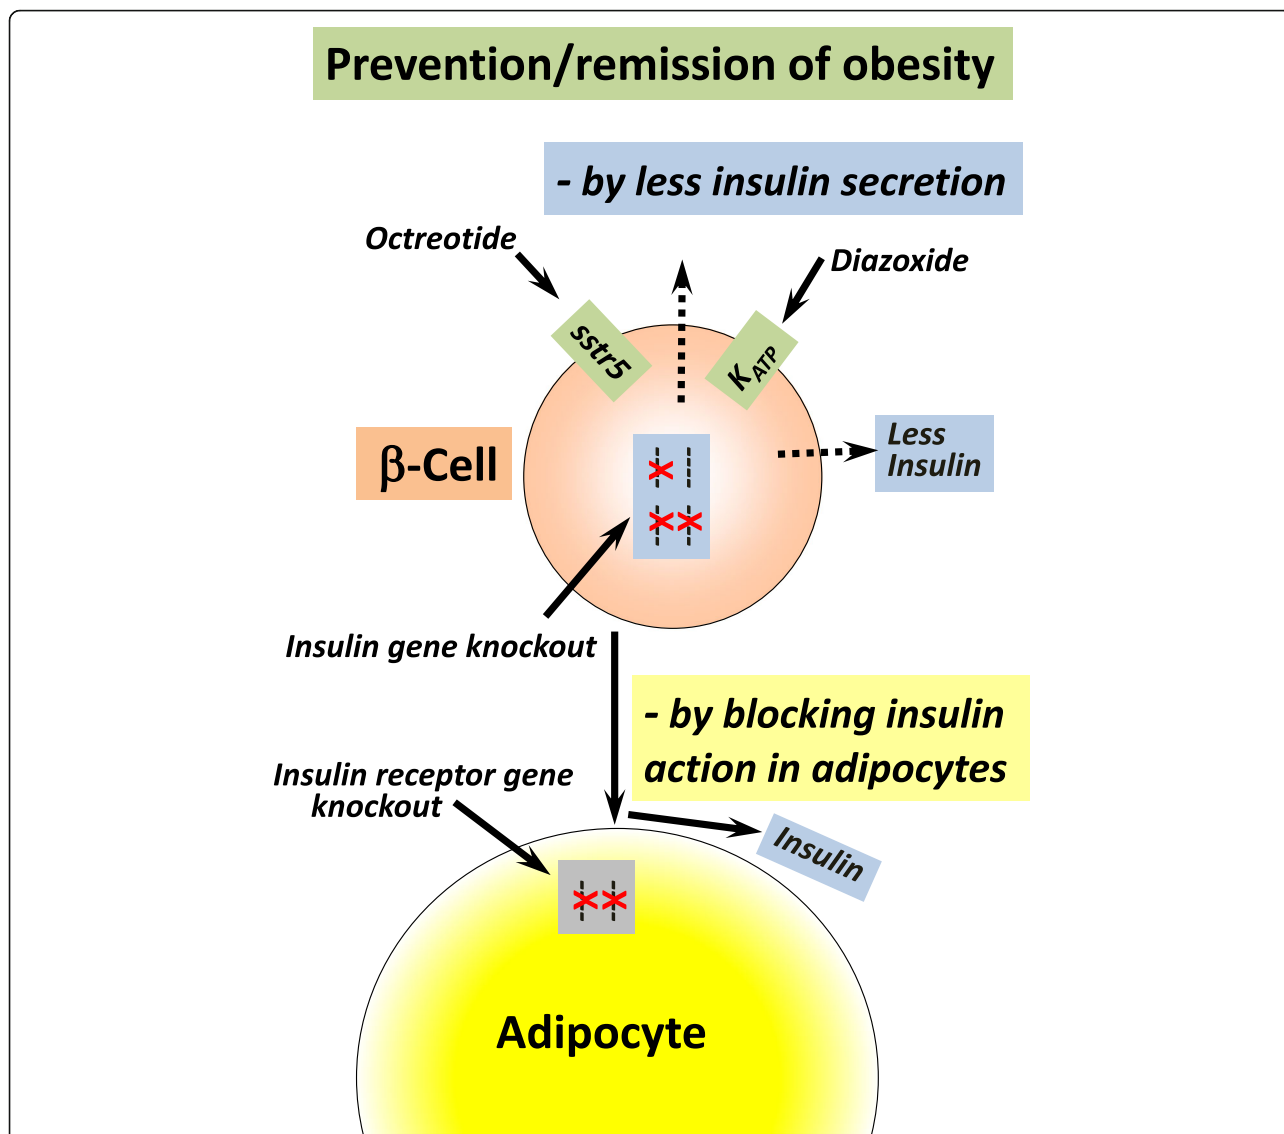 Prevention/remission of obesity
- by less insulin secretion
Octreotide
Diazoxide
sstr5
K_ATP
β-Cell
Less
Insulin
Insulin gene knockout
- by blocking insulin
action in adipocytes
Insulin receptor gene
knockout
Insulin
Adipocyte